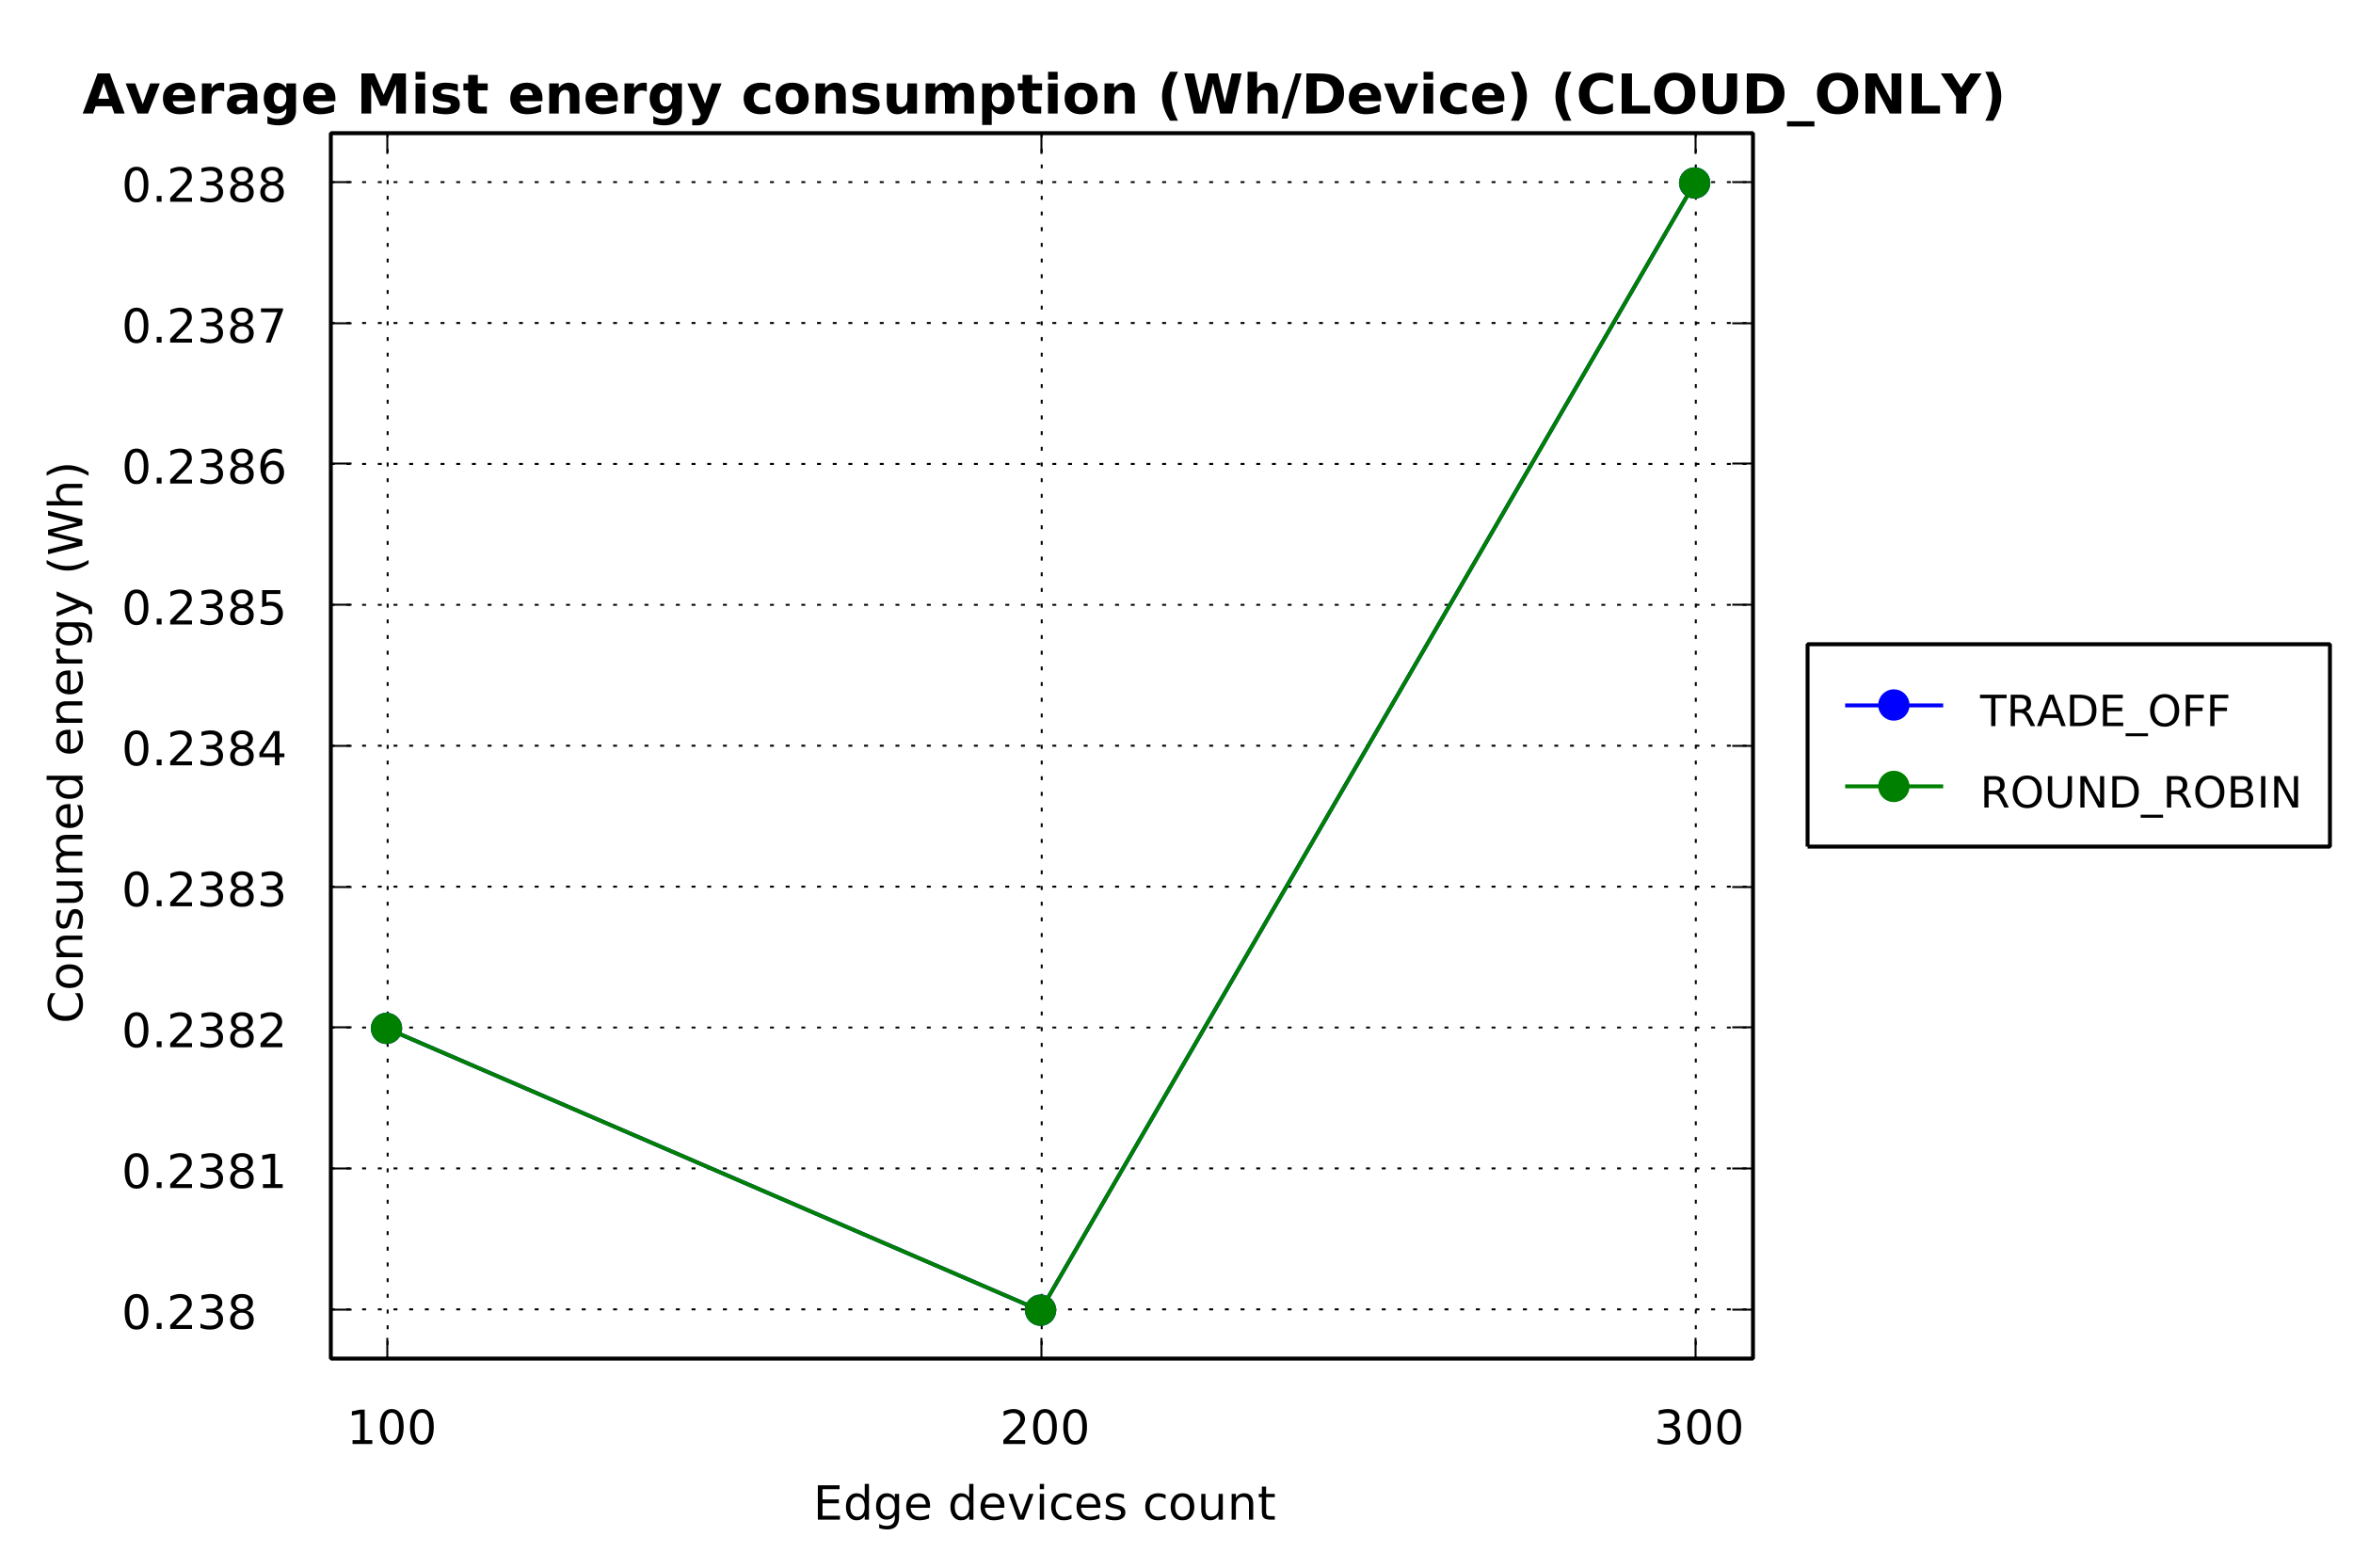 Average Mist energy consumption (Wh/Device) (CLOUD_ONLY)
0.2388
0.2387
0.2386
0.2385
0.2384
0.2383
0.2382
0.2381
0.238
Consumed energy (Wh)
TRADE_OFF
ROUND_ROBIN
100 200 300
Edge devices count